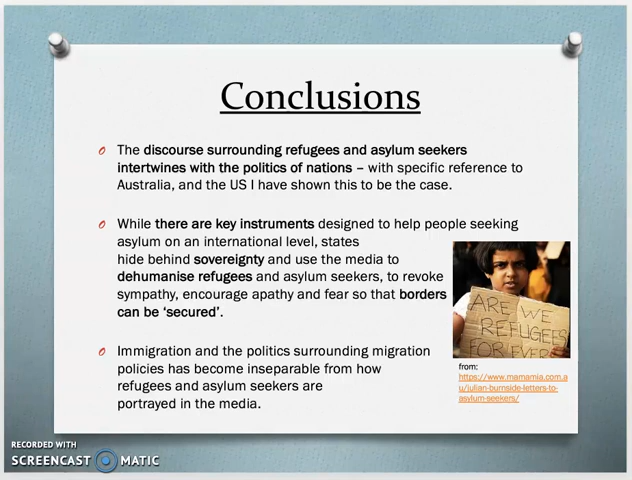 Conclusions
The discourse surrounding refugees and asylum seekers
intertwines with the politics of nations – with specific reference to
Australia, and the US I have shown this to be the case.
While there are key instruments designed to help people seeking
asylum on an international level, states
hide behind sovereignty and use the media to
dehumanise refugees and asylum seekers, to revoke
sympathy, encourage apathy and fear so that borders
can be ‘secured’.
ARE WE
REFUGEES
FOREVER
Immigration and the politics surrounding migration
policies has become inseparable from how
refugees and asylum seekers are
portrayed in the media.
from:
https://www.mamamia.com.a
u/julian-burnside-letters-to-
asylum-seekers/
RECORDED WITH
SCREENCAST MATIC